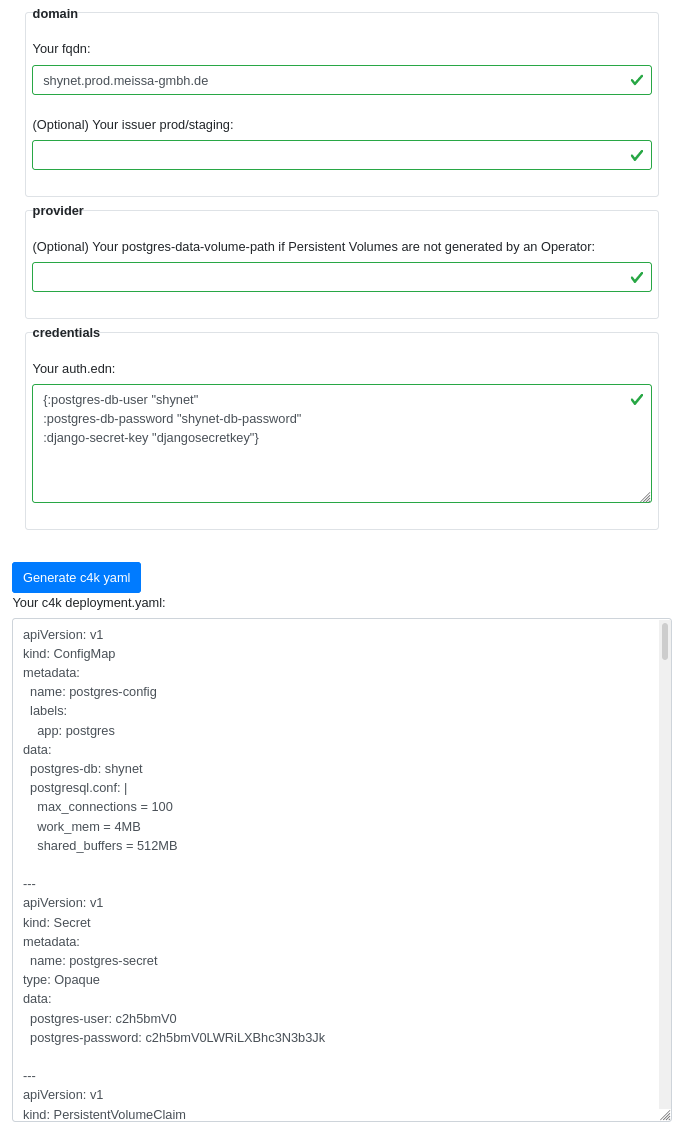 domain
Your fqdn:
shynet.prod.meissa-gmbh.de
(Optional) Your issuer prod/staging:
provider
(Optional) Your postgres-data-volume-path if Persistent Volumes are not generated by an Operator:
credentials
Your auth.edn:
{:postgres-db-user "shynet"
:postgres-db-password "shynet-db-password"
:django-secret-key "djangosecretkey"}
Generate c4k yaml
Your c4k deployment.yaml:
apiVersion: v1
kind: ConfigMap
metadata:
  name: postgres-config
  labels:
    app: postgres
data:
  postgres-db: shynet
  postgresql.conf: |
    max_connections = 100
    work_mem = 4MB
    shared_buffers = 512MB
---
apiVersion: v1
kind: Secret
metadata:
  name: postgres-secret
type: Opaque
data:
  postgres-user: c2h5bmV0
  postgres-password: c2h5bmV0LWRiLXBhc3N3b3Jk
---
apiVersion: v1
kind: PersistentVolumeClaim